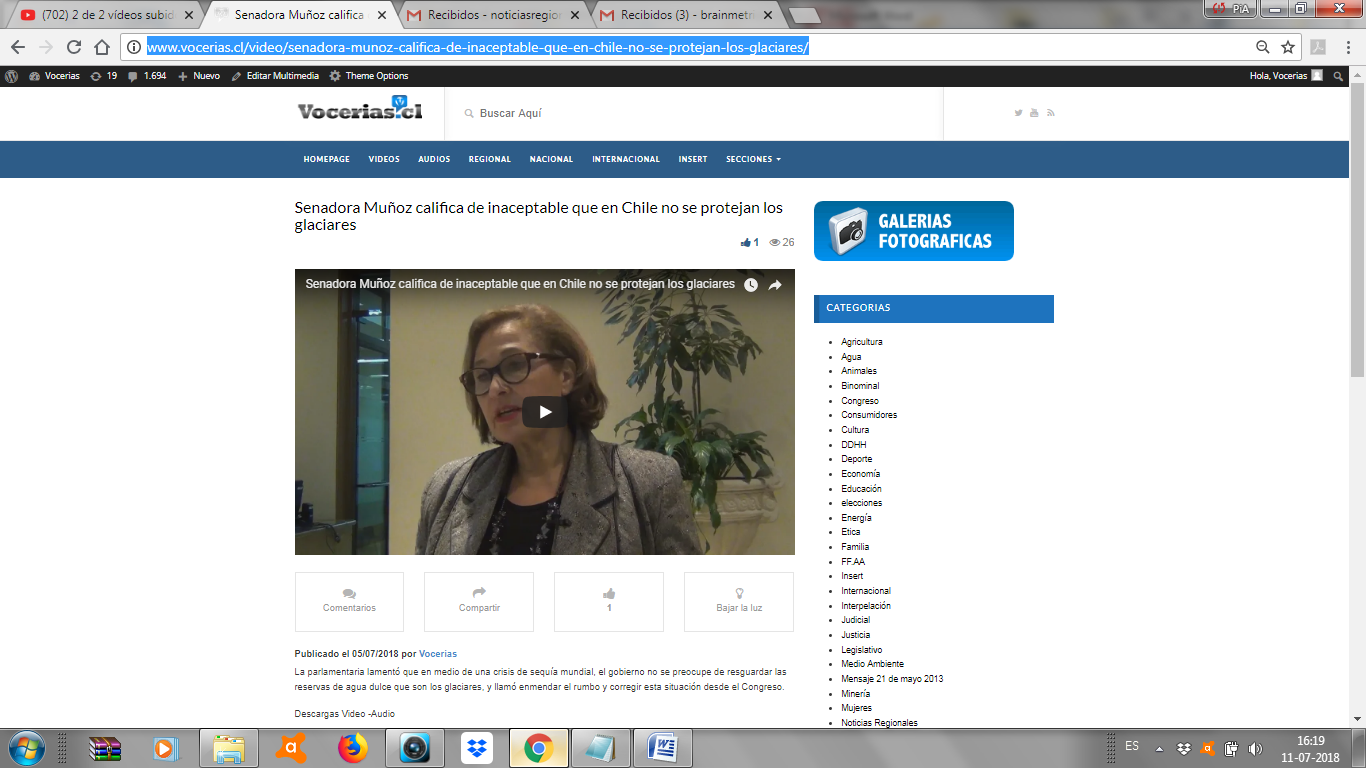 (702) 2 de 2 vídeos subid
Senadora Muñoz califica
Recibidos - noticiasregion
Recibidos (3) - brainmetr
PiA
www.vocerias.cl/video/senadora-munoz-califica-de-inaceptable-que-en-chile-no-se-protejan-los-glaciares/
Vocerias 19 1.694 Nuevo Editar Multimedia Theme Options Hola, Vocerias
Vocerias.cl
Buscar Aquí
HOMEPAGE VIDEOS AUDIOS REGIONAL NACIONAL INTERNACIONAL INSERT SECCIONES
Senadora Muñoz califica de inaceptable que en Chile no se protejan los
glaciares
1 26
Senadora Muñoz califica de inaceptable que en Chile no se protejan los glaciares
Comentarios
Compartir
1
Bajar la luz
Publicado el 05/07/2018 por Vocerias
La parlamentaria lamentó que en medio de una crisis de sequía mundial, el gobierno no se preocupe de resguardar las
reservas de agua dulce que son los glaciares, y llamó enmendar el rumbo y corregir esta situación desde el Congreso.
Descargas Video -Audio
GALERIAS
FOTOGRAFICAS
CATEGORIAS
Agricultura
Agua
Animales
Binominal
Congreso
Consumidores
Cultura
DDHH
Deporte
Economía
Educación
elecciones
Energía
Etica
Familia
FF.AA
Insert
Internacional
Interpelación
Judicial
Justicia
Legislativo
Medio Ambiente
Mensaje 21 de mayo 2013
Minería
Mujeres
Noticias Regionales
ES
16:19
11-07-2018